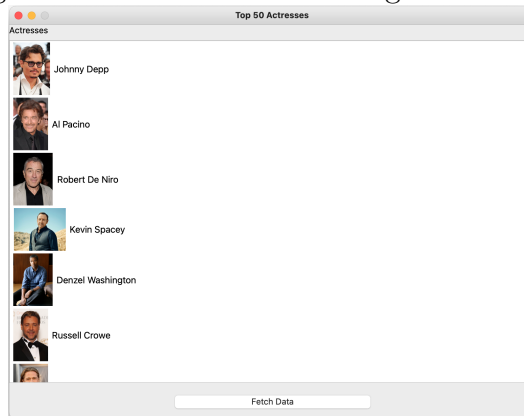 Top 50 Actresses
Actresses
Johnny Depp
Al Pacino
Robert De Niro
Kevin Spacey
Denzel Washington
Russell Crowe
Fetch Data